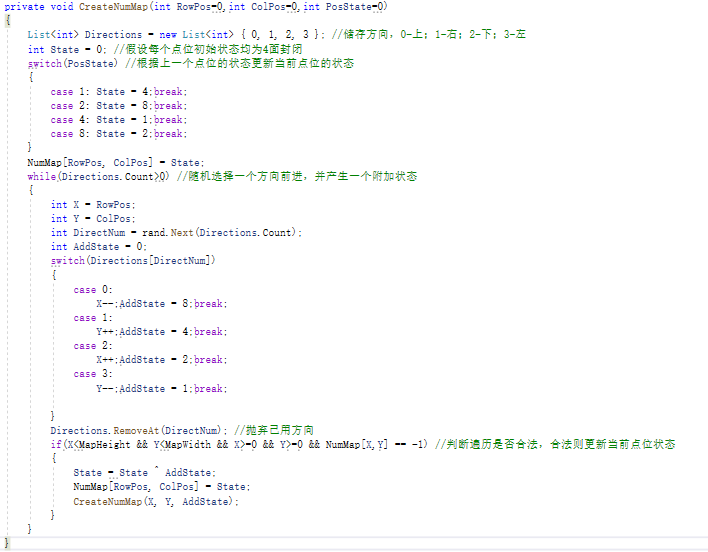 private void CreateNumMap(int RowPos=0,int ColPos=0,int PosState=0)
{
List<int> Directions = new List<int> { 0, 1, 2, 3 }; //储存方向，0-上；1-右；2-下；3-左
int State = 0; //假设每个点位初始状态均为4面封闭
switch(PosState) //根据上一个点位的状态更新当前点位的状态
{
case 1: State = 4;break;
case 2: State = 8;break;
case 4: State = 1;break;
case 8: State = 2;break;
}
NumMap[RowPos, ColPos] = State;
while(Directions.Count>0) //随机选择一个方向前进，并产生一个附加状态
{
int X = RowPos;
int Y = ColPos;
int DirectNum = rand.Next(Directions.Count);
int AddState = 0;
switch(Directions[DirectNum])
{
case 0:
X--;AddState = 8;break;
case 1:
Y++;AddState = 4;break;
case 2:
X++;AddState = 2;break;
case 3:
Y--;AddState = 1;break;
}
Directions.RemoveAt(DirectNum); //抛弃已用方向
if(X<MapHeight && Y<MapWidth && X>=0 && Y>=0 && NumMap[X,Y] == -1) //判断遍历是否合法，合法则更新当前点位状态
{
State = State ^ AddState;
NumMap[RowPos, ColPos] = State;
CreateNumMap(X, Y, AddState);
}
}
}